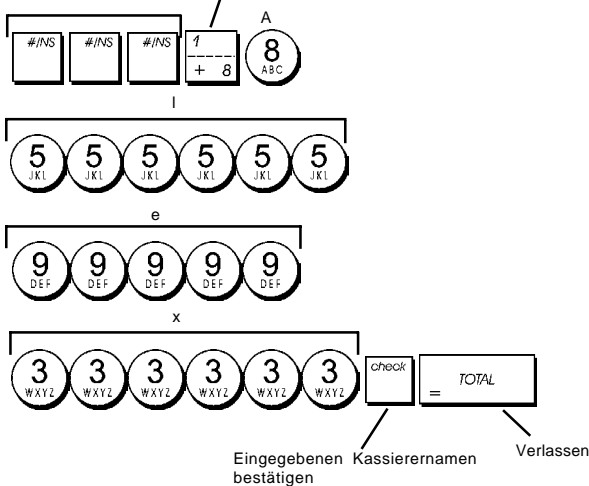 A
#/NS #/NS #/NS 1 + 8 8 ABC
l
5 JKL 5 JKL 5 JKL 5 JKL 5 JKL 5 JKL
e
9 DEF 9 DEF 9 DEF 9 DEF 9 DEF
x
3 WXYZ 3 WXYZ 3 WXYZ 3 WXYZ 3 WXYZ 3 WXYZ check = TOTAL
Eingegebenen Kassierernamen Verlassen
bestätigen